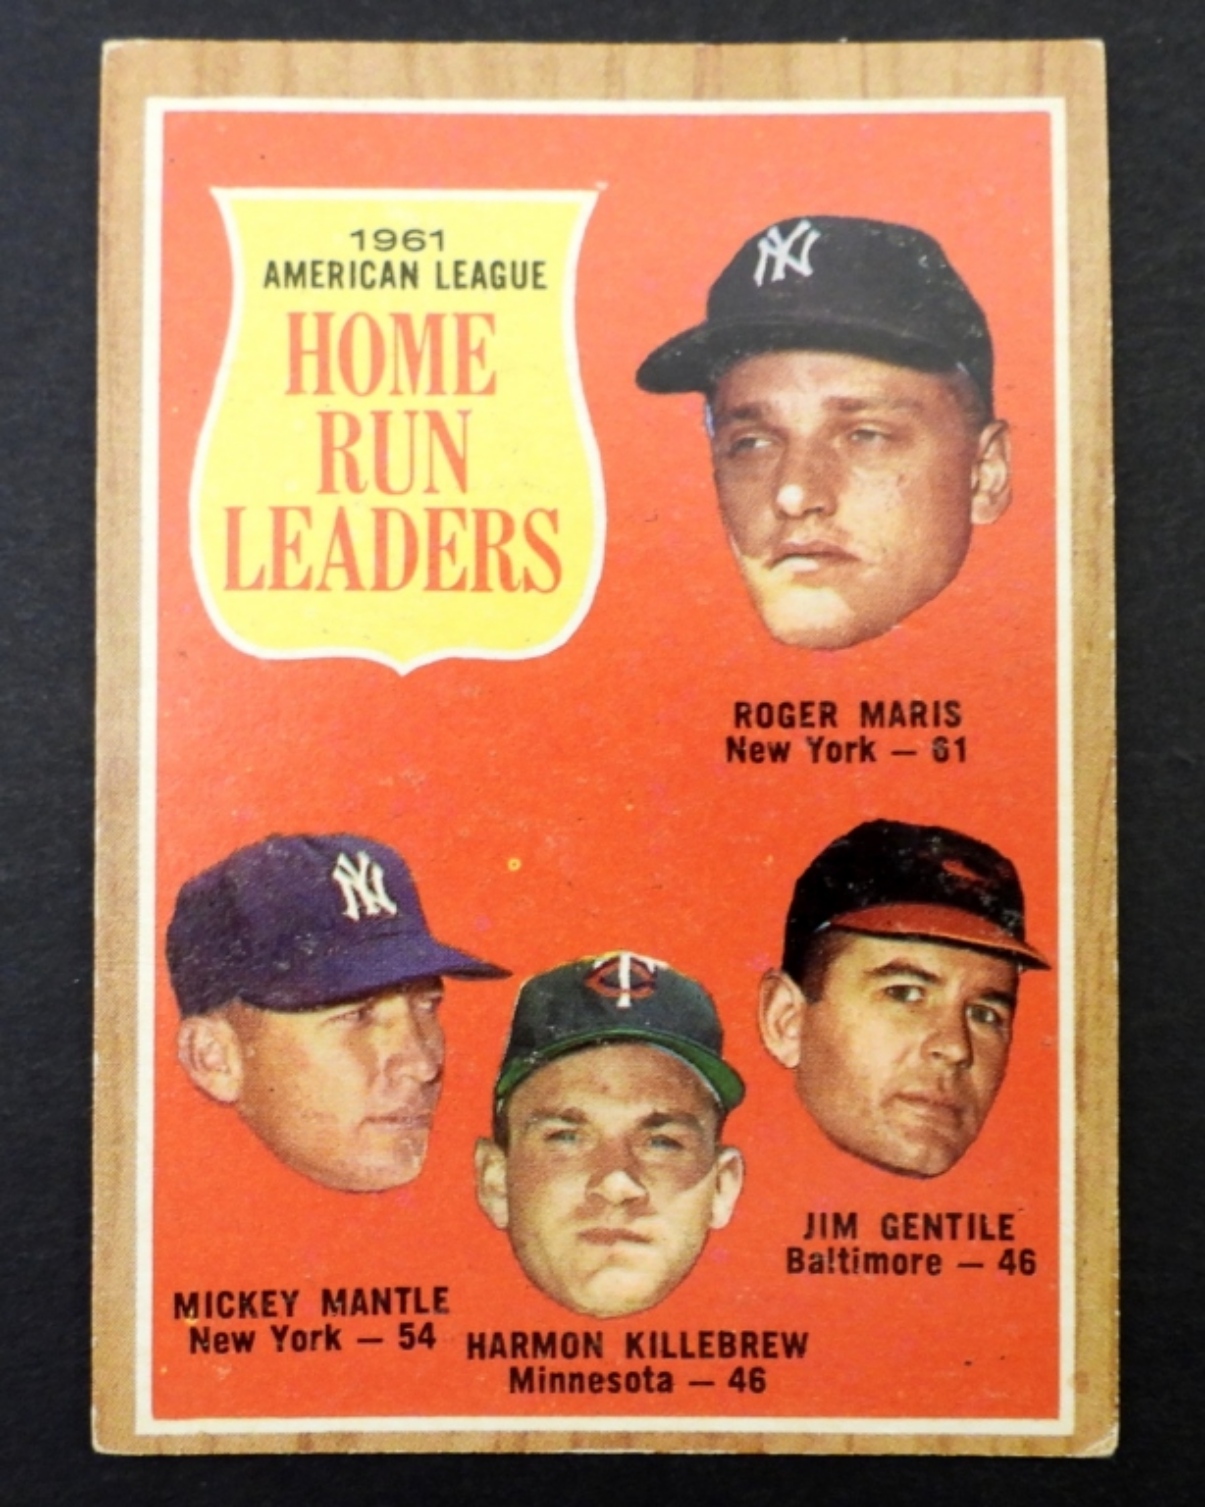 1961
AMERICAN LEAGUE
HOME
RUN
LEADERS
NY
ROGER MARIS
New York — 61
NY
MICKEY MANTLE
New York — 54
T C
HARMON KILLEBREW
Minnesota — 46
JIM GENTILE
Baltimore — 46